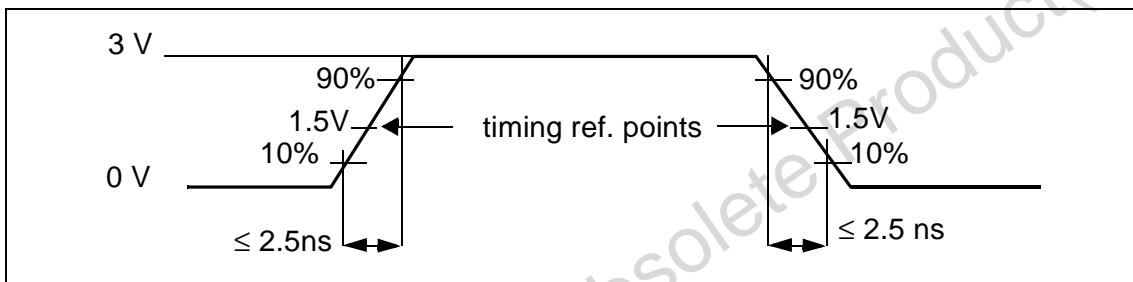 3 V
90%
90%
1.5V
timing ref. points
1.5V
10%
10%
0 V
≤ 2.5ns
≤ 2.5 ns